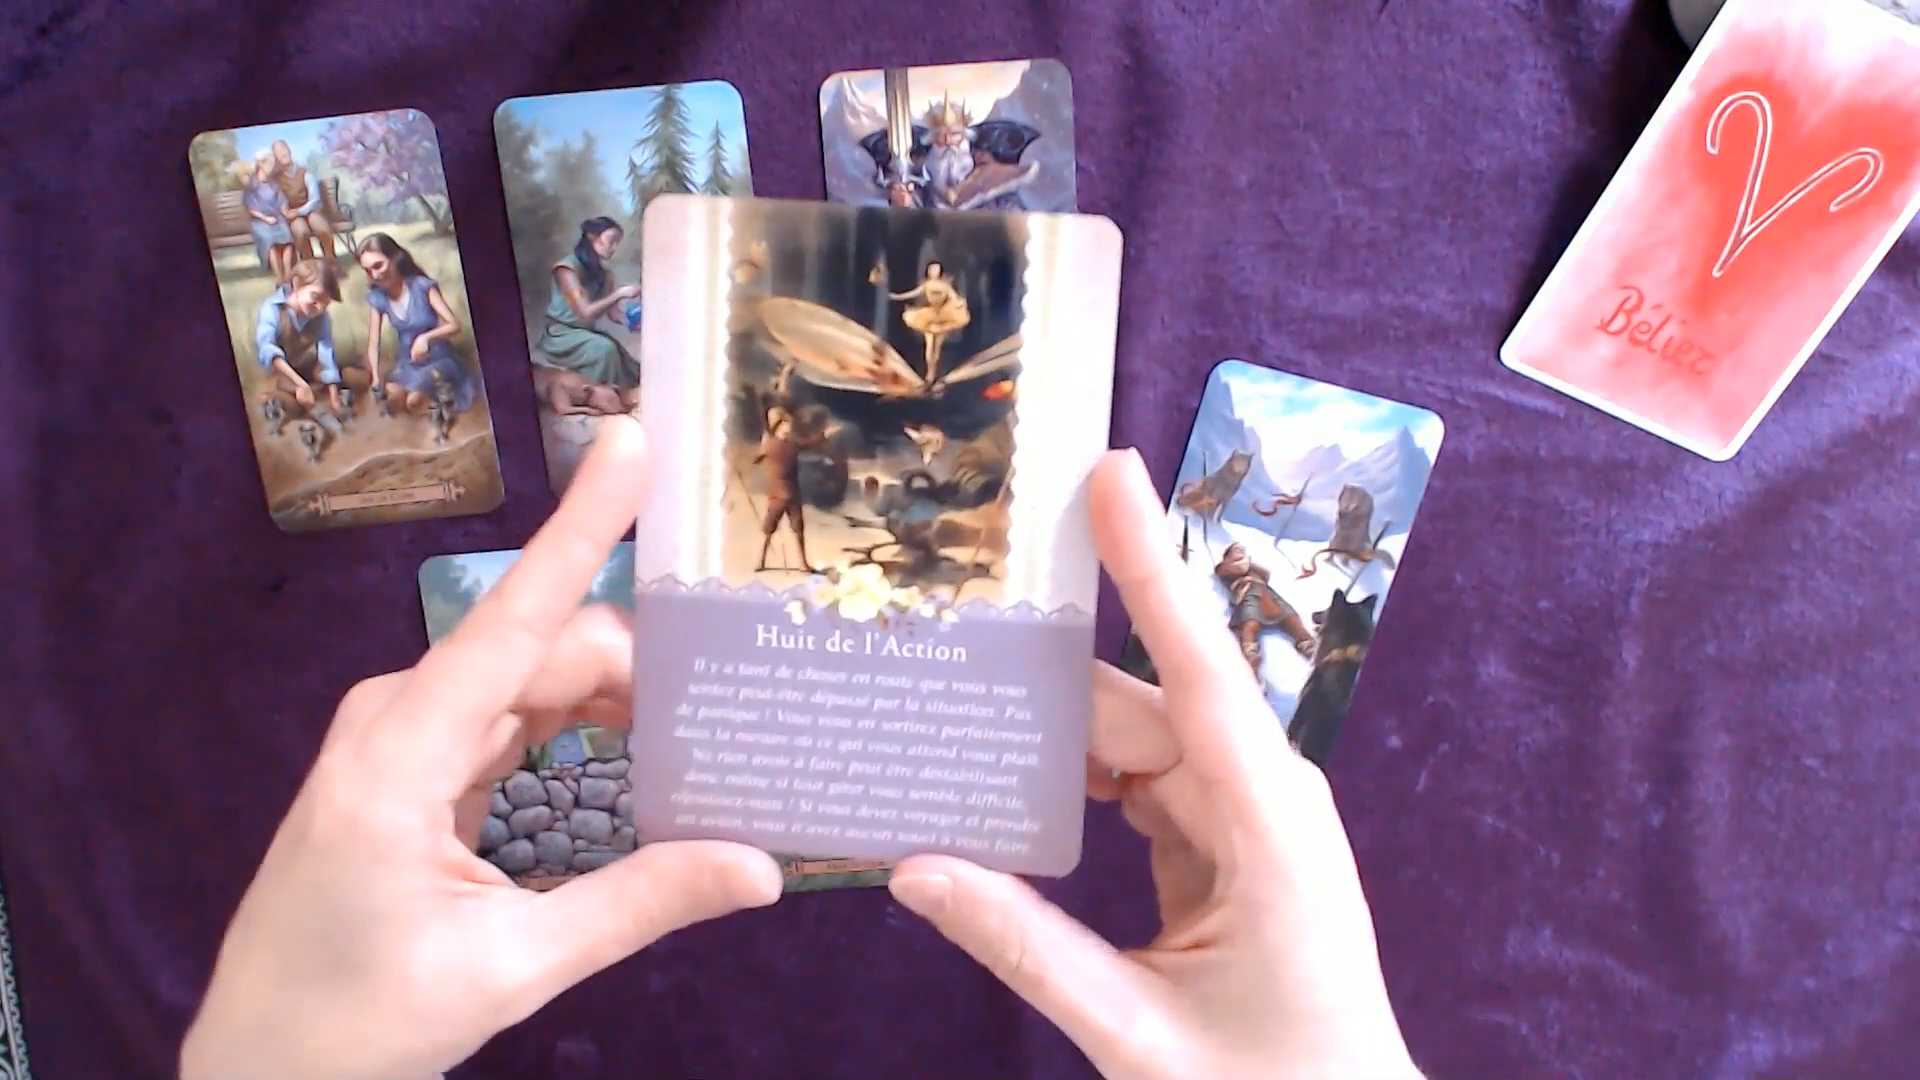 Bélier
Huit de l'Action
Il y a tant de choses en route que vous vous
sentez peut-être dépassé par la situation. Pas
de panique ! Vous vous en sortirez parfaitement
dans la mesure où ce qui vous attend vous plaît.
Ne rien avoir à faire peut être déstabilisant,
donc même si tout gérer vous semble difficile,
réjouissez-vous ! Si vous devez voyager et prendre
un avion, vous n'avez aucun souci à vous faire.